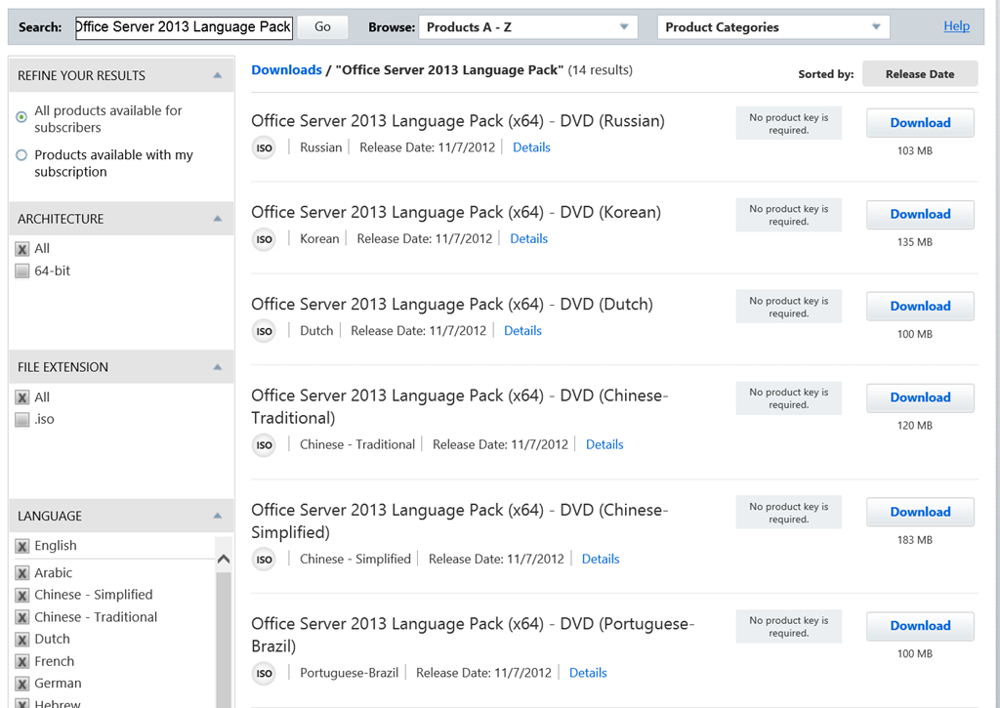 Search: Office Server 2013 Language Pack Go Browse: Products A - Z Product Categories Help
REFINE YOUR RESULTS
All products available for
subscribers
Products available with my
subscription
ARCHITECTURE
All
64-bit
FILE EXTENSION
All
.iso
LANGUAGE
English
Arabic
Chinese - Simplified
Chinese - Traditional
Dutch
French
German
Hebrew
Downloads / "Office Server 2013 Language Pack" (14 results)
Sorted by: Release Date
Office Server 2013 Language Pack (x64) - DVD (Russian)
ISO Russian Release Date: 11/7/2012 Details
No product key is
required.
Download
103 MB
Office Server 2013 Language Pack (x64) - DVD (Korean)
ISO Korean Release Date: 11/7/2012 Details
No product key is
required.
Download
135 MB
Office Server 2013 Language Pack (x64) - DVD (Dutch)
ISO Dutch Release Date: 11/7/2012 Details
No product key is
required.
Download
100 MB
Office Server 2013 Language Pack (x64) - DVD (Chinese-
Traditional)
ISO Chinese - Traditional Release Date: 11/7/2012 Details
No product key is
required.
Download
120 MB
Office Server 2013 Language Pack (x64) - DVD (Chinese-
Simplified)
ISO Chinese - Simplified Release Date: 11/7/2012 Details
No product key is
required.
Download
183 MB
Office Server 2013 Language Pack (x64) - DVD (Portuguese-
Brazil)
ISO Portuguese-Brazil Release Date: 11/7/2012 Details
No product key is
required.
Download
100 MB